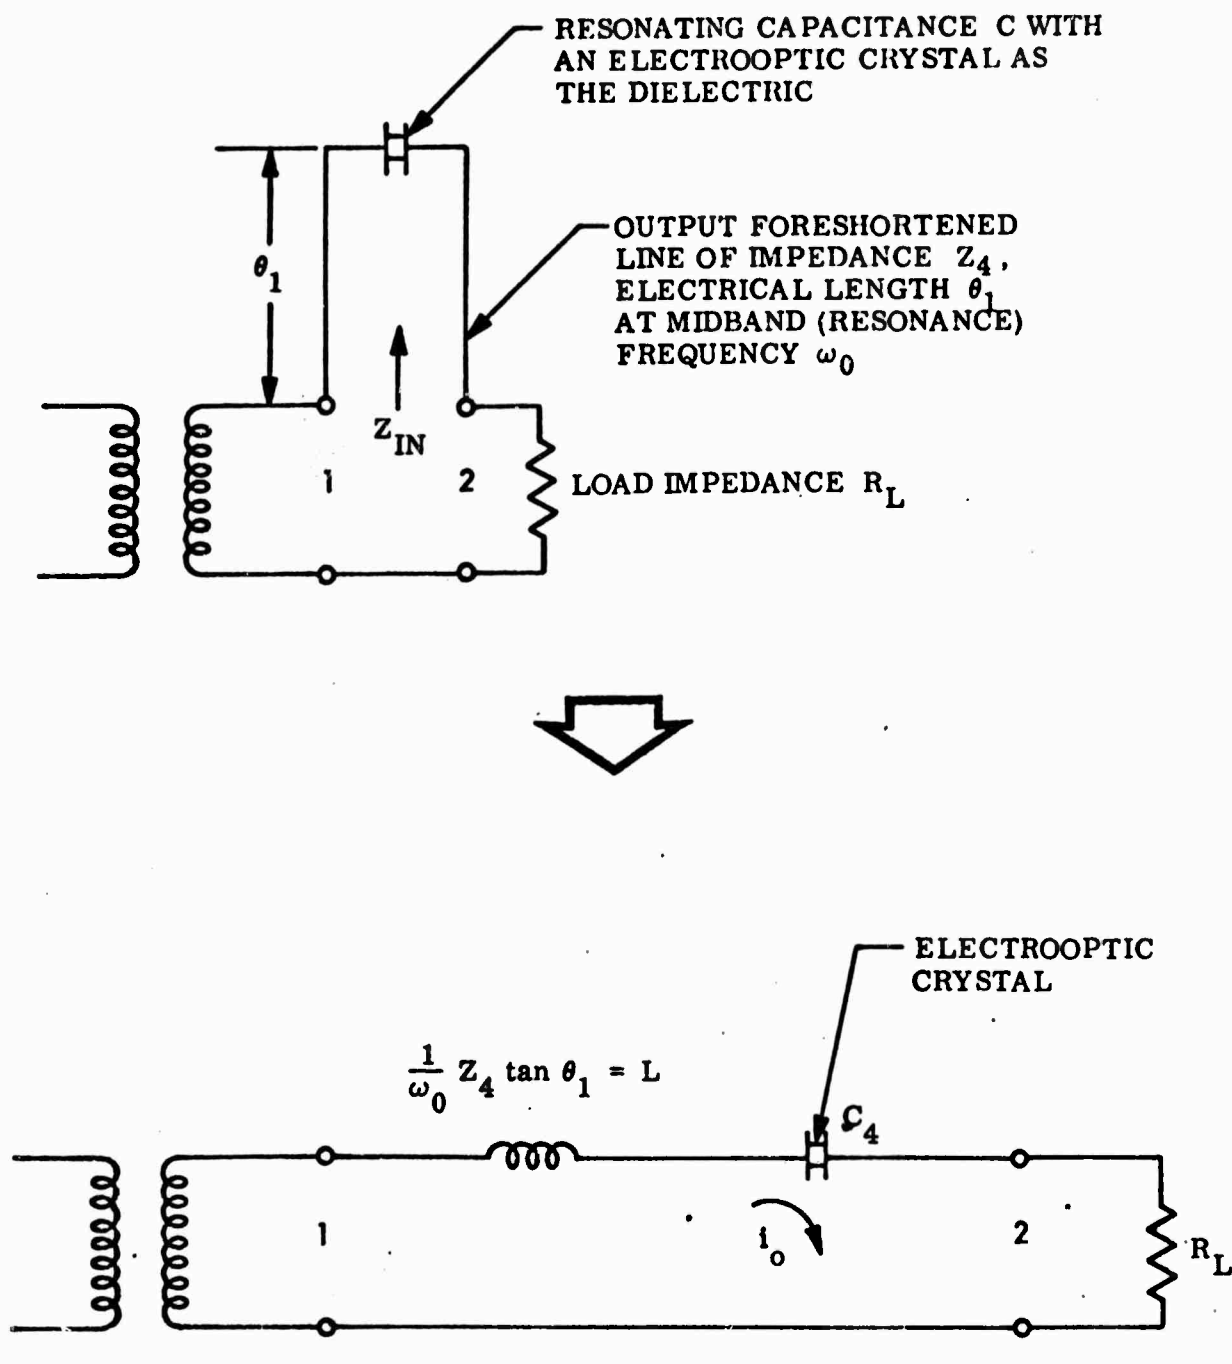 RESONATING CAPACITANCE C WITH
AN ELECTROOPTIC CRYSTAL AS
THE DIELECTRIC
θ1
OUTPUT FORESHORTENED
LINE OF IMPEDANCE Z4,
ELECTRICAL LENGTH θ1
AT MIDBAND (RESONANCE)
FREQUENCY ω0
ZIN
1
2
LOAD IMPEDANCE RL
ELECTROOPTIC
CRYSTAL
1/ω0 Z4 tan θ1 = L
C4
1
io
2
RL